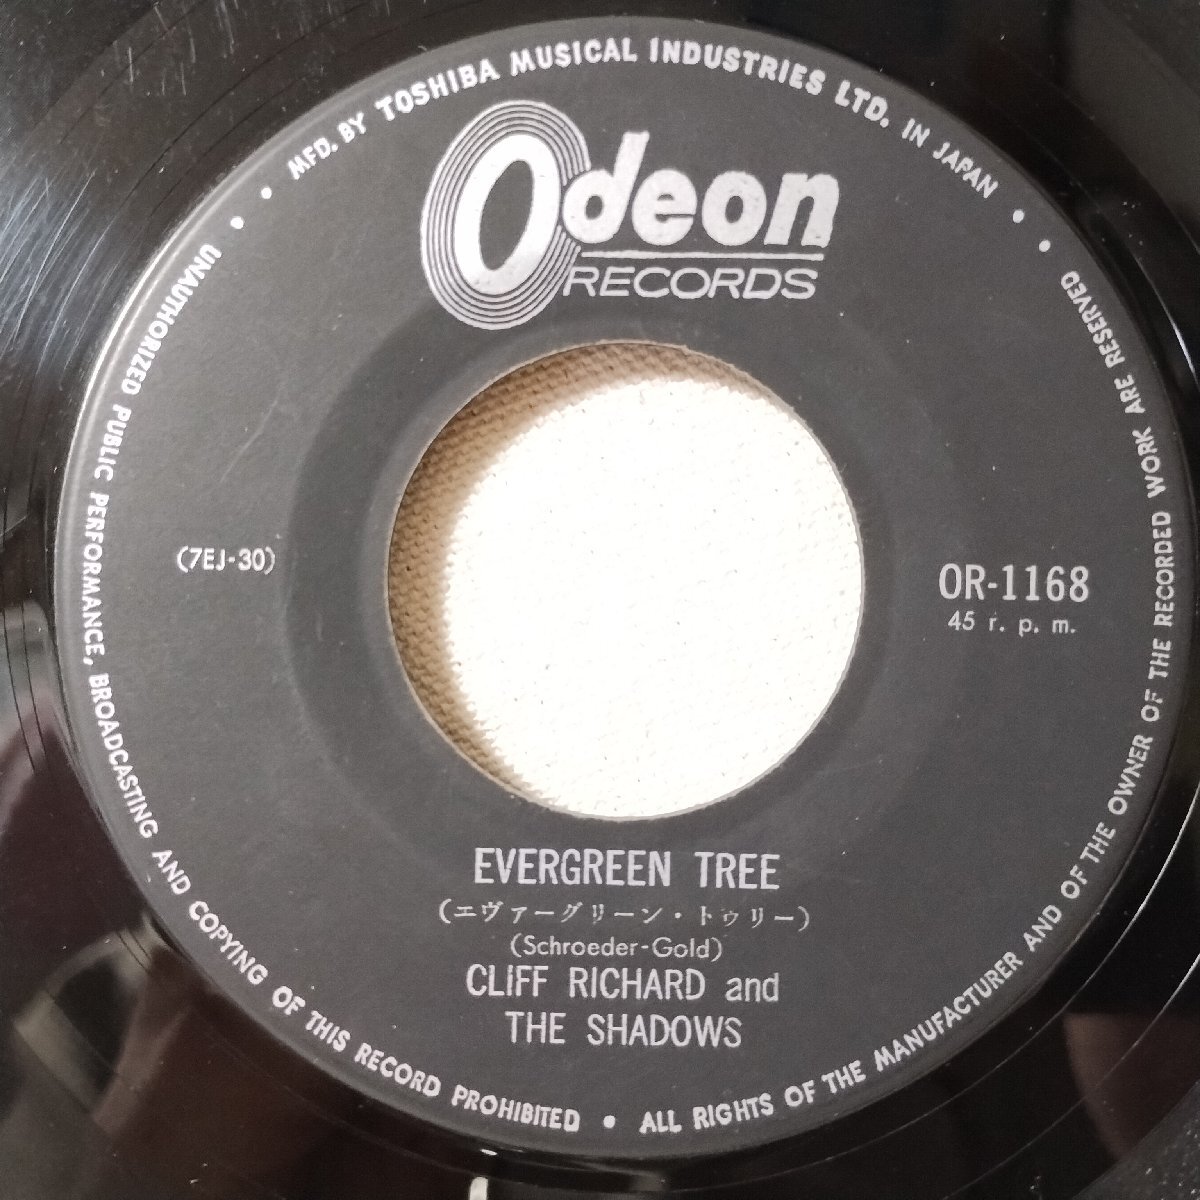 MFD. BY TOSHIBA MUSICAL INDUSTRIES LTD. IN JAPAN
Odeon
RECORDS
(7EJ-30)
OR-1168
45 r. p. m.
EVERGREEN TREE
(エヴァーグリーン・トゥリー)
(Schroeder-Gold)
CLIFF RICHARD and
THE SHADOWS
UNAUTHORIZED PUBLIC PERFORMANCE, BROADCASTING AND COPYING OF THIS RECORD PROHIBITED • ALL RIGHTS OF THE MANUFACTURER AND OF THE OWNER OF THE RECORDED WORK ARE RESERVED